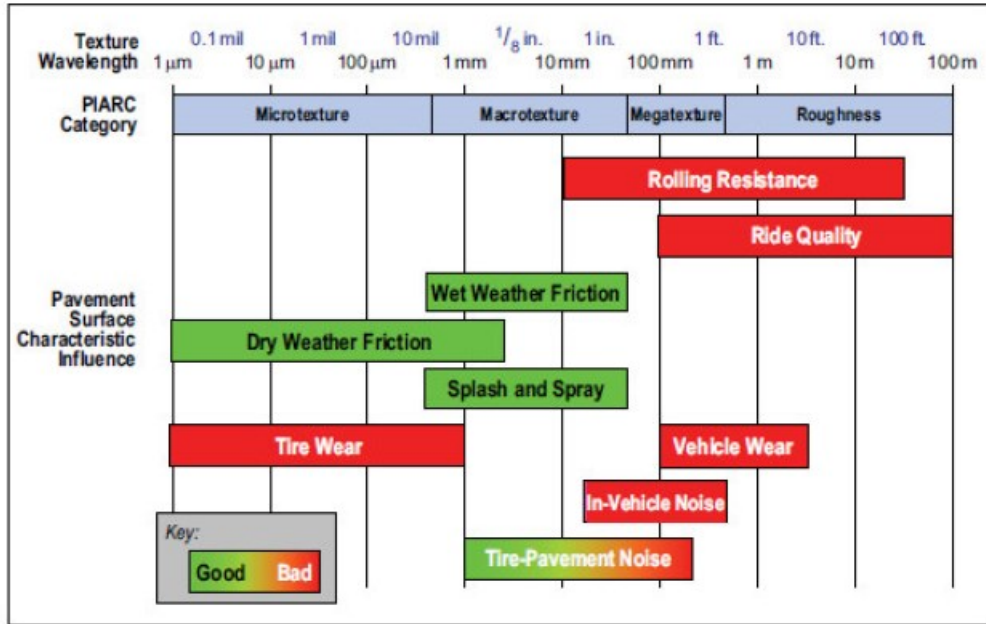 Texture 0.1 mil 1 mil 10 mil 1/8 in. 1 in. 1 ft. 10 ft. 100 ft.
Wavelength 1 μm 10 μm 100 μm 1 mm 10 mm 100 mm 1 m 10 m 100 m
PIARC
Category
Microtexture Macrotexture Megatexture Roughness
Rolling Resistance
Ride Quality
Wet Weather Friction
Pavement
Surface
Characteristic
Influence
Dry Weather Friction
Splash and Spray
Tire Wear Vehicle Wear
In-Vehicle Noise
Tire-Pavement Noise
Key:
Good Bad